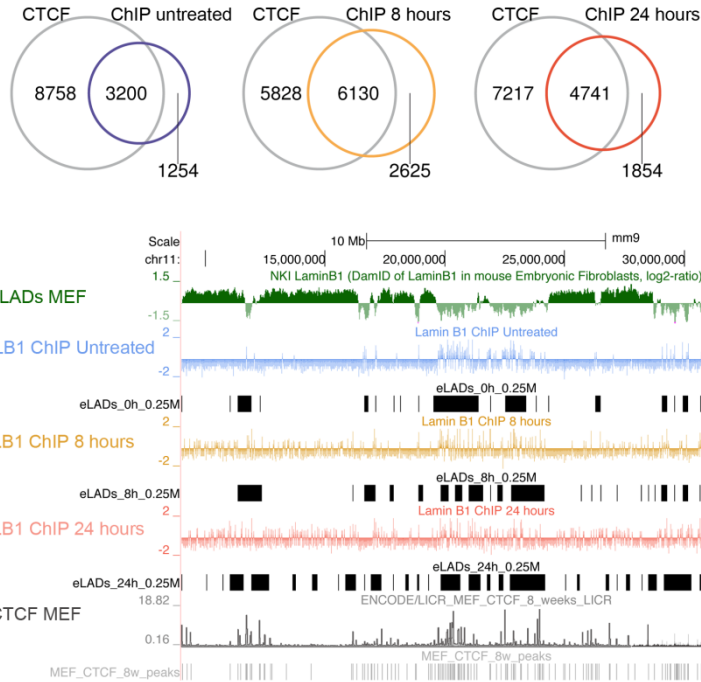 CTCF ChIP untreated CTCF ChIP 8 hours CTCF ChIP 24 hours
8758 3200 5828 6130 7217 4741
1254 2625 1854
Scale 10 Mb mm9
chr11: 15,000,000 20,000,000 25,000,000 30,000,000
1.5 NKI LaminB1 (DamID of LaminB1 in mouse Embryonic Fibroblasts, log2-ratio)
LADs MEF
-1.5
2 Lamin B1 ChIP Untreated
LB1 ChIP Untreated
-2
eLADs_0h_0.25M
eLADs_0h_0.25M
2 Lamin B1 ChIP 8 hours
LB1 ChIP 8 hours
-2
eLADs_8h_0.25M
eLADs_8h_0.25M
2 Lamin B1 ChIP 24 hours
LB1 ChIP 24 hours
-2
eLADs_24h_0.25M
eLADs_24h_0.25M
18.82 ENCODE/LICR_MEF_CTCF_8_weeks_LICR
CTCF MEF
0.16
MEF_CTCF_8w_peaks
MEF_CTCF_8w_peaks